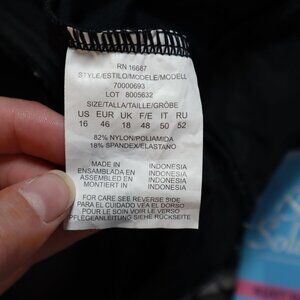 RN 16687
STYLE/ESTILO/MODELE/MODELL
70000693
LOT 8005632
SIZE/TALLA/TAILLE/GRÖBE
US EUR UK F/E IT RU
16 46 18 48 50 52
82% NYLON/POLIAMIDA
18% SPANDEX/ELASTANO
MADE IN INDONESIA
ENSAMBLADA EN INDONESIA
ASSEMBLED IN INDONESIA
MONTIERT IN INDONESIA
FOR CARE SEE REVERSE SIDE
PARA EL CUIDADO VEA EL DORSO
POUR LE SOIN VOIR LE VERSO
PFLEGEANLEITUNG SIEHE RÜCKSEITE